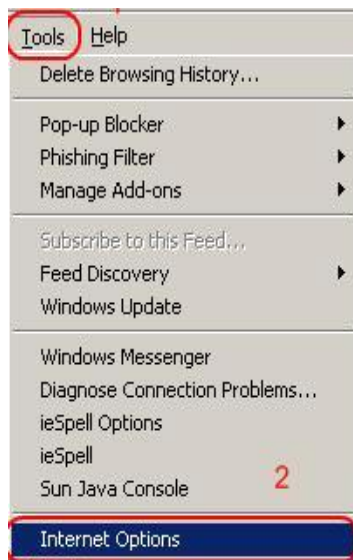 Tools Help
Delete Browsing History...
Pop-up Blocker
Phishing Filter
Manage Add-ons
Subscribe to this Feed...
Feed Discovery
Windows Update
Windows Messenger
Diagnose Connection Problems...
ieSpell Options
ieSpell
Sun Java Console
2
Internet Options